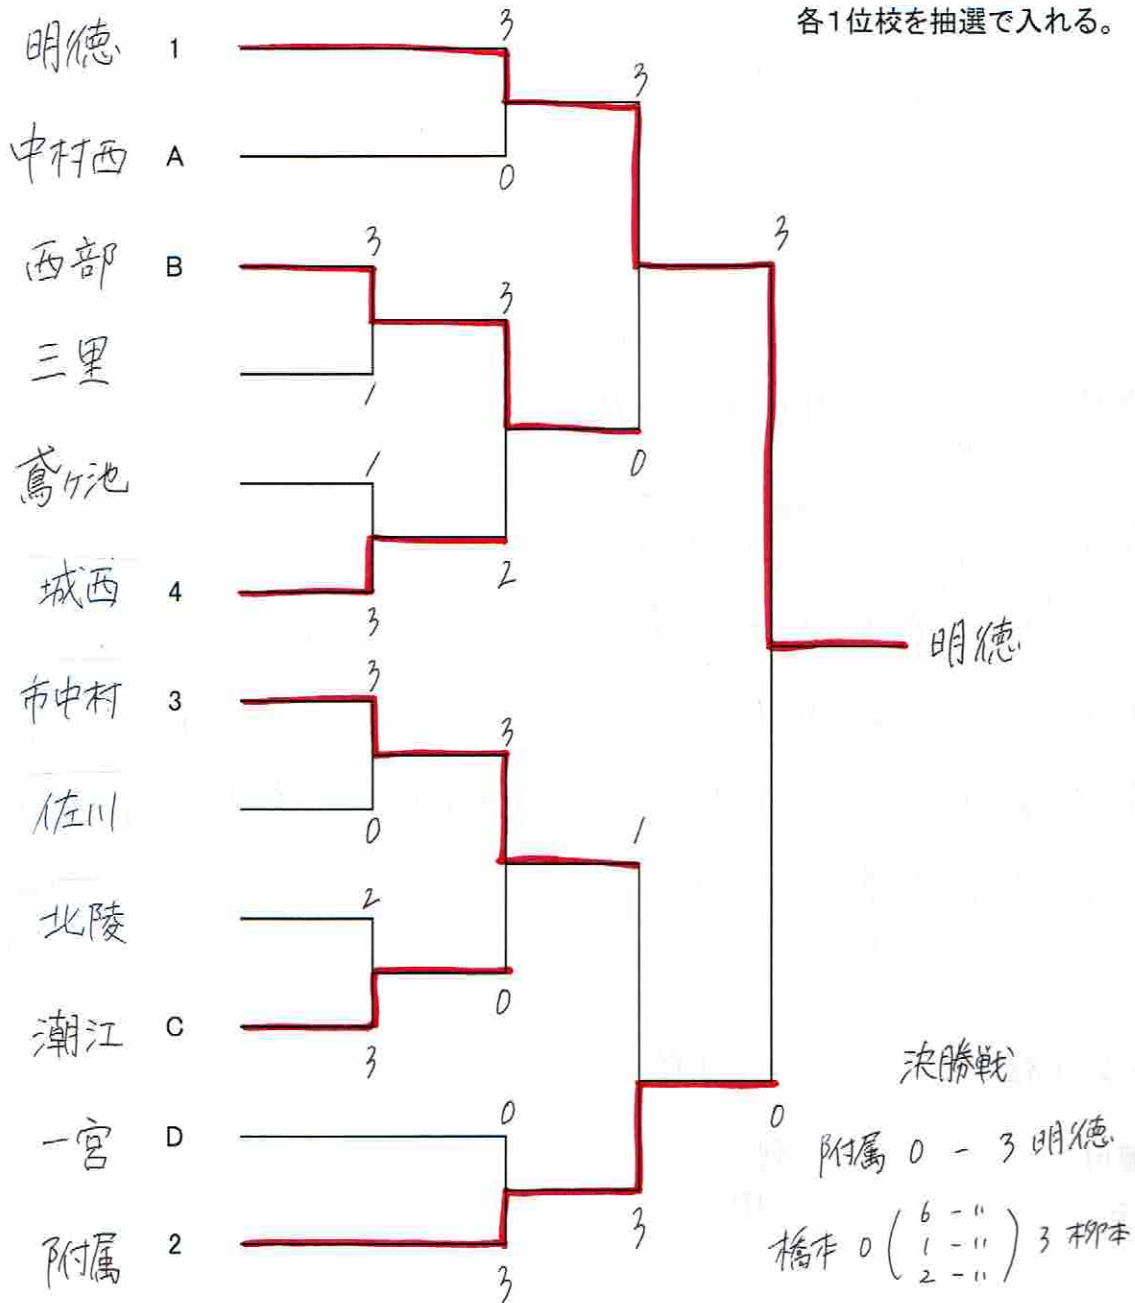 各1位校を抽選で入れる。
明徳 1
3
3
中村西 A
0
西部 B
3
3
3
三里
1
鳶ヶ池
1
0
城西 4
3
2
明徳
市中村 3
3
3
佐川
0
1
北陵
2
潮江 C
3
0
一宮 D
0
0
附属 2
3
3
決勝戦
附属 0 - 3 明徳
橋本 0 ( 6 - 11
1 - 11
2 - 11 ) 3 柳本